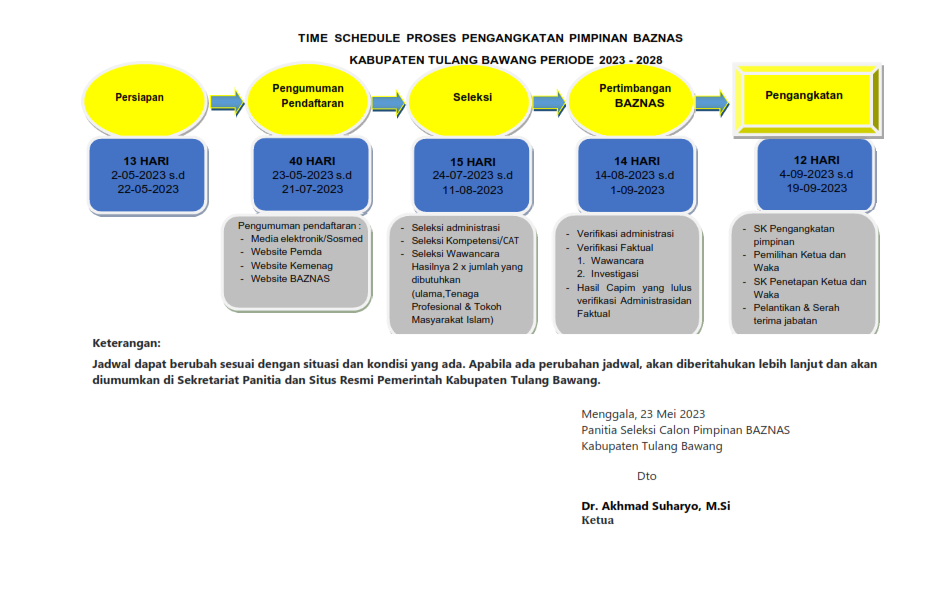 TIME SCHEDULE PROSES PENGANGKATAN PIMPINAN BAZNAS
KABUPATEN TULANG BAWANG PERIODE 2023 - 2028
Persiapan
Pengumuman
Pendaftaran
Seleksi
Pertimbangan
BAZNAS
Pengangkatan
13 HARI
2-05-2023 s.d
22-05-2023
40 HARI
23-05-2023 s.d
21-07-2023
15 HARI
24-07-2023 s.d
11-08-2023
14 HARI
14-08-2023 s.d
1-09-2023
12 HARI
4-09-2023 s.d
19-09-2023
Pengumuman pendaftaran :
- Media elektronik/Sosmed
- Website Pemda
- Website Kemenag
- Website BAZNAS
- Seleksi administrasi
- Seleksi Kompetensi/CAT
- Seleksi Wawancara
Hasilnya 2 x jumlah yang
dibutuhkan
(ulama,Tenaga
Profesional & Tokoh
Masyarakat Islam)
- Verifikasi administrasi
- Verifikasi Faktual
1. Wawancara
2. Investigasi
- Hasil Capim yang lulus
verifikasi Administrasidan
Faktual
- SK Pengangkatan
pimpinan
- Pemilihan Ketua dan
Waka
- SK Penetapan Ketua dan
Waka
- Pelantikan & Serah
terima jabatan
Keterangan:
Jadwal dapat berubah sesuai dengan situasi dan kondisi yang ada. Apabila ada perubahan jadwal, akan diberitahukan lebih lanjut dan akan
diumumkan di Sekretariat Panitia dan Situs Resmi Pemerintah Kabupaten Tulang Bawang.
Menggala, 23 Mei 2023
Panitia Seleksi Calon Pimpinan BAZNAS
Kabupaten Tulang Bawang
Dto
Dr. Akhmad Suharyo, M.Si
Ketua